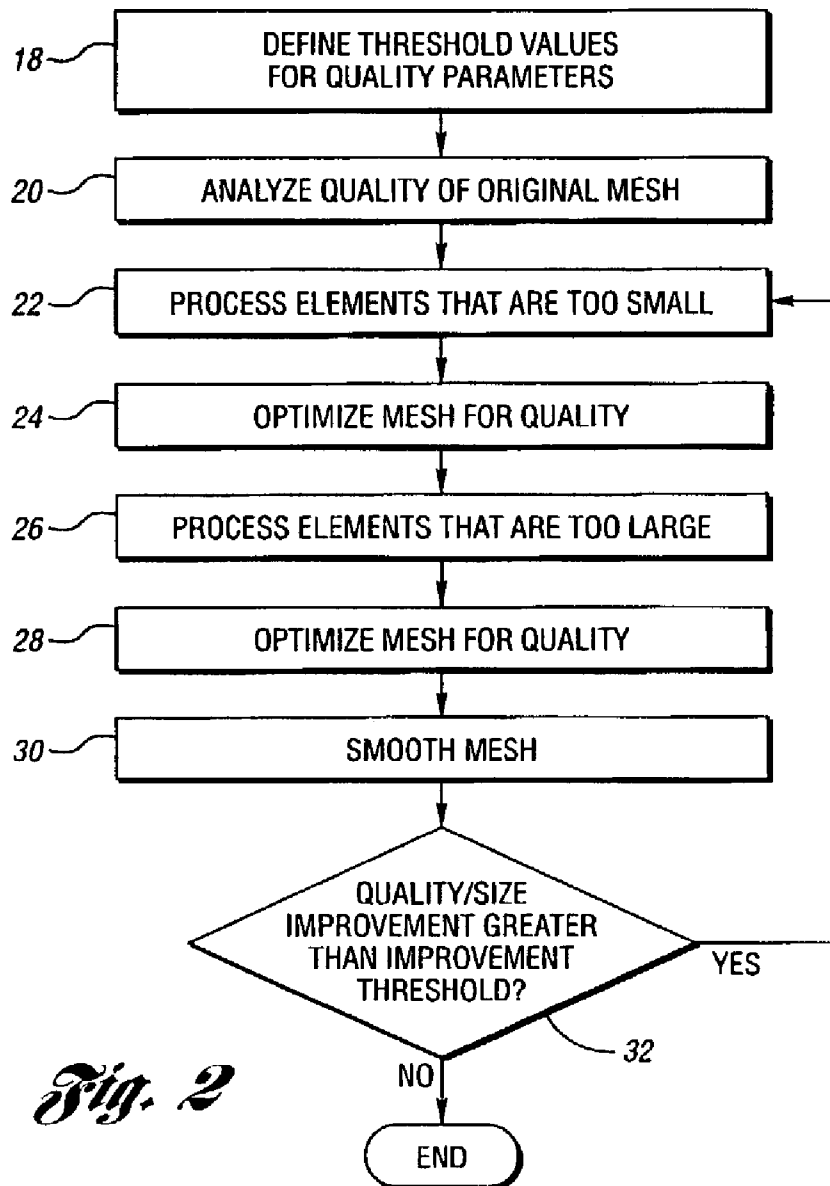 18
DEFINE THRESHOLD VALUES
FOR QUALITY PARAMETERS
20
ANALYZE QUALITY OF ORIGINAL MESH
22
PROCESS ELEMENTS THAT ARE TOO SMALL
24
OPTIMIZE MESH FOR QUALITY
26
PROCESS ELEMENTS THAT ARE TOO LARGE
28
OPTIMIZE MESH FOR QUALITY
30
SMOOTH MESH
QUALITY/SIZE
IMPROVEMENT GREATER
THAN IMPROVEMENT
THRESHOLD?
YES
32
NO
Fig. 2
END